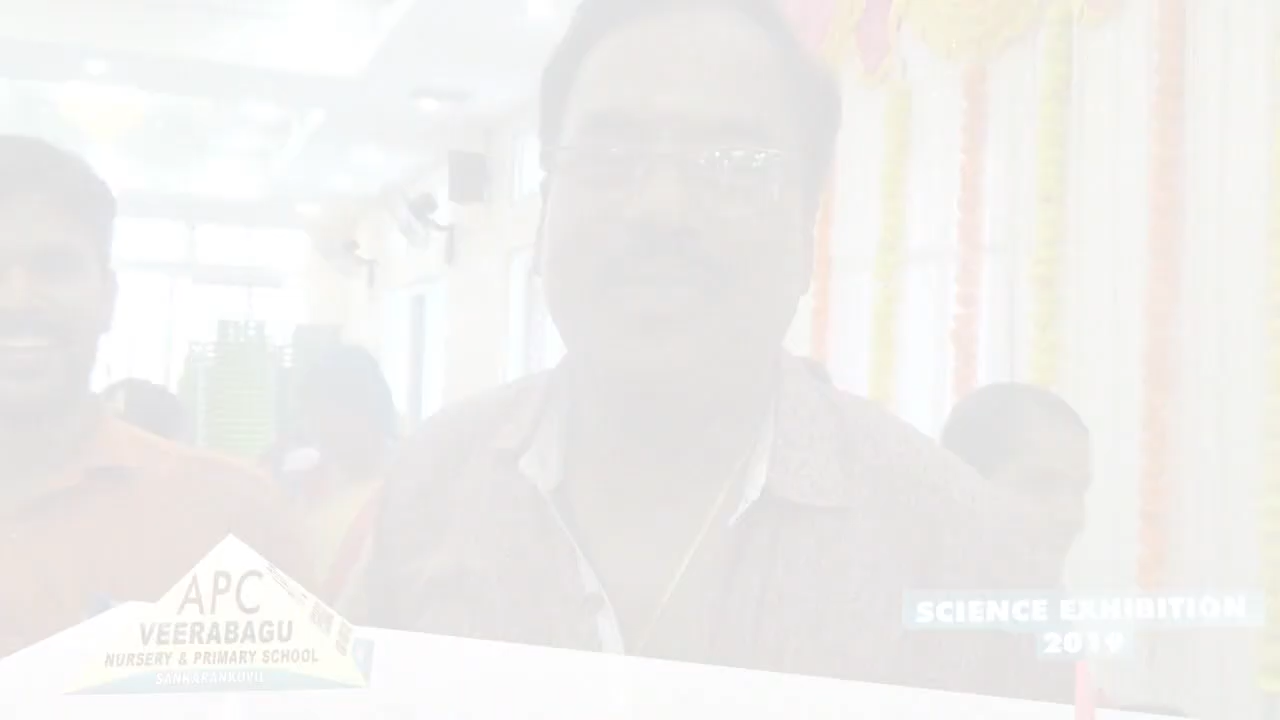 APC
VEERABAGU
NURSERY & PRIMARY SCHOOL
SANKARANKOVIL
SCIENCE EXHIBITION
2019